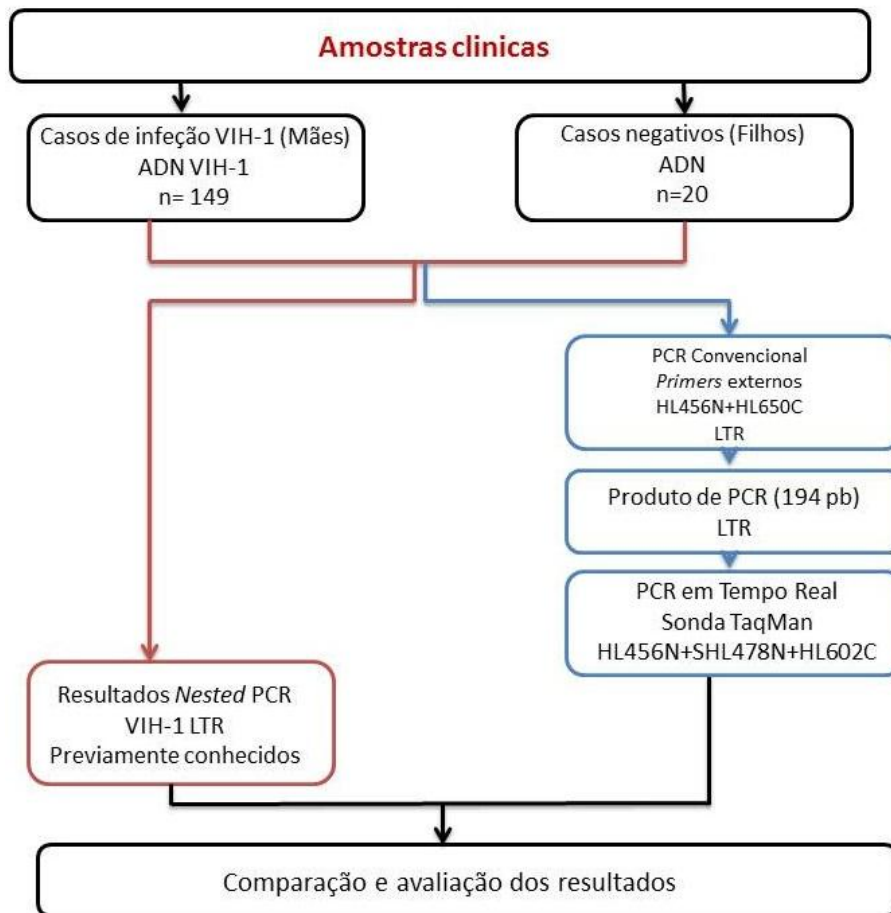 Amostras clinicas
Casos de infeção VIH-1 (Mães)
ADN VIH-1
n= 149
Casos negativos (Filhos)
ADN
n=20
PCR Convencional
Primers externos
HL456N+HL650C
LTR
Produto de PCR (194 pb)
LTR
PCR em Tempo Real
Sonda TaqMan
HL456N+SHL478N+HL602C
Resultados Nested PCR
VIH-1 LTR
Previamente conhecidos
Comparação e avaliação dos resultados